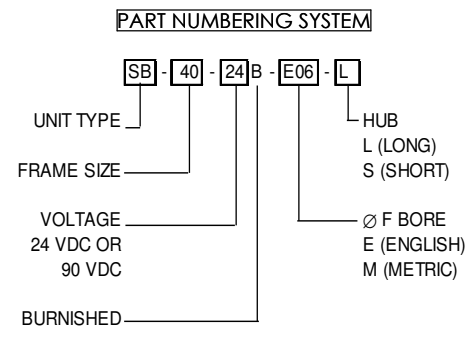 PART NUMBERING SYSTEM
SB - 40 - 24 B - E06 - L
UNIT TYPE
FRAME SIZE
VOLTAGE
24 VDC OR
90 VDC
BURNISHED
HUB
L (LONG)
S (SHORT)
∅ F BORE
E (ENGLISH)
M (METRIC)